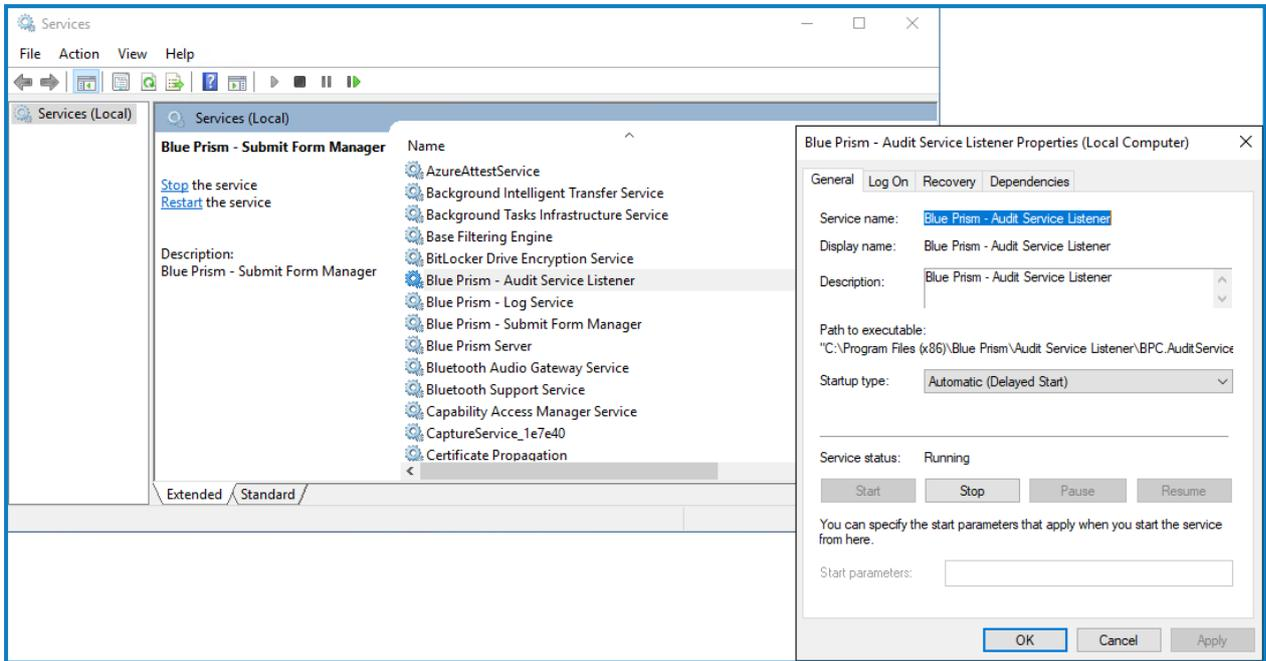 Services
File Action View Help
Services (Local)
Services (Local)
Blue Prism - Submit Form Manager
Stop the service
Restart the service
Description:
Blue Prism - Submit Form Manager
Name
AzureAttestService
Background Intelligent Transfer Service
Background Tasks Infrastructure Service
Base Filtering Engine
BitLocker Drive Encryption Service
Blue Prism - Audit Service Listener
Blue Prism - Log Service
Blue Prism - Submit Form Manager
Blue Prism Server
Bluetooth Audio Gateway Service
Bluetooth Support Service
Capability Access Manager Service
CaptureService_1e7e40
Certificate Propagation
Extended Standard
Blue Prism - Audit Service Listener Properties (Local Computer)
General Log On Recovery Dependencies
Service name: Blue Prism - Audit Service Listener
Display name: Blue Prism - Audit Service Listener
Description: Blue Prism - Audit Service Listener
Path to executable:
"C:\Program Files (x86)\Blue Prism\Audit Service Listener\BPC.AuditService
Startup type: Automatic (Delayed Start)
Service status: Running
Start Stop Pause Resume
You can specify the start parameters that apply when you start the service
from here.
Start parameters:
OK Cancel Apply